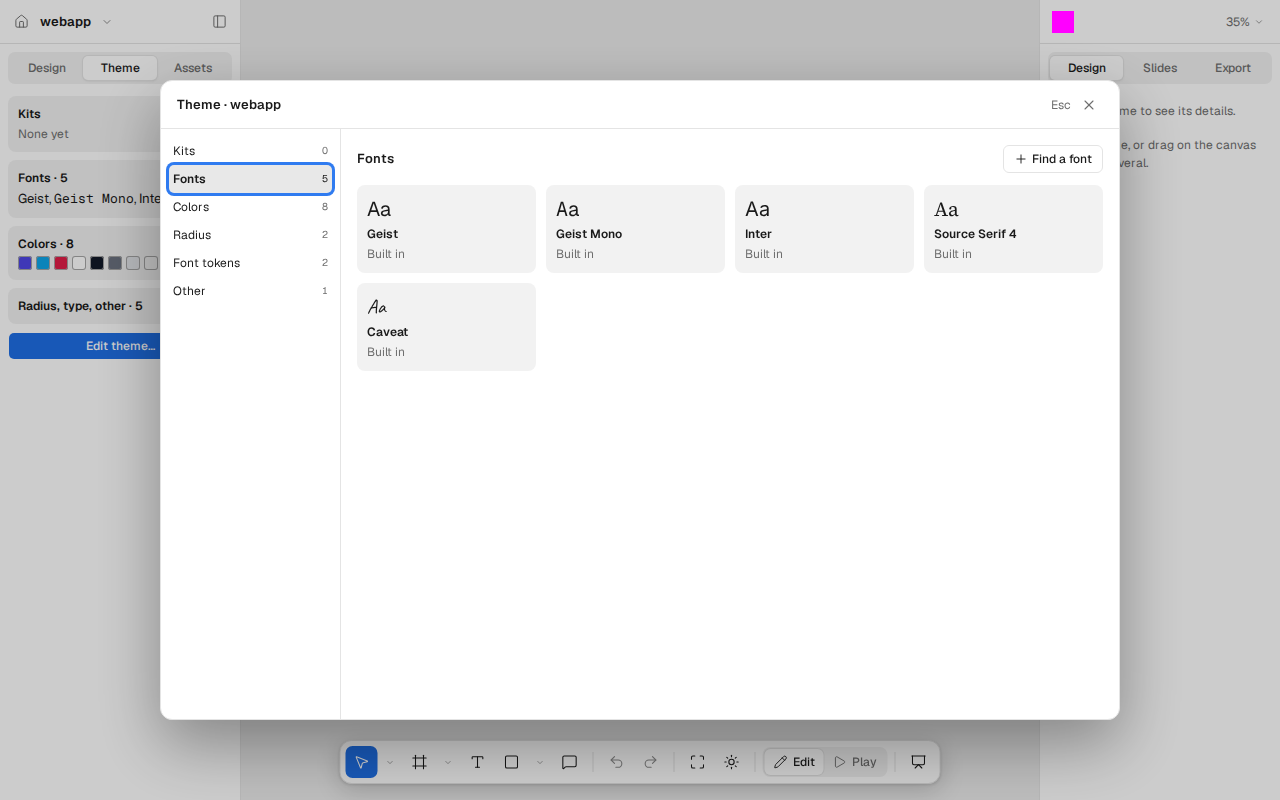 webapp
35%
Design Theme Assets
Design Slides Export
Kits
None yet
Fonts · 5
Geist, Geist Mono, Inte
Colors · 8
Radius, type, other · 5
Edit theme…
Theme · webapp
Esc
Kits 0
Fonts 5
Colors 8
Radius 2
Font tokens 2
Other 1
Fonts
Find a font
Aa
Geist
Built in
Aa
Geist Mono
Built in
Aa
Inter
Built in
Aa
Source Serif 4
Built in
Aa
Caveat
Built in
me to see its details.
e, or drag on the canvas
veral.
Edit Play